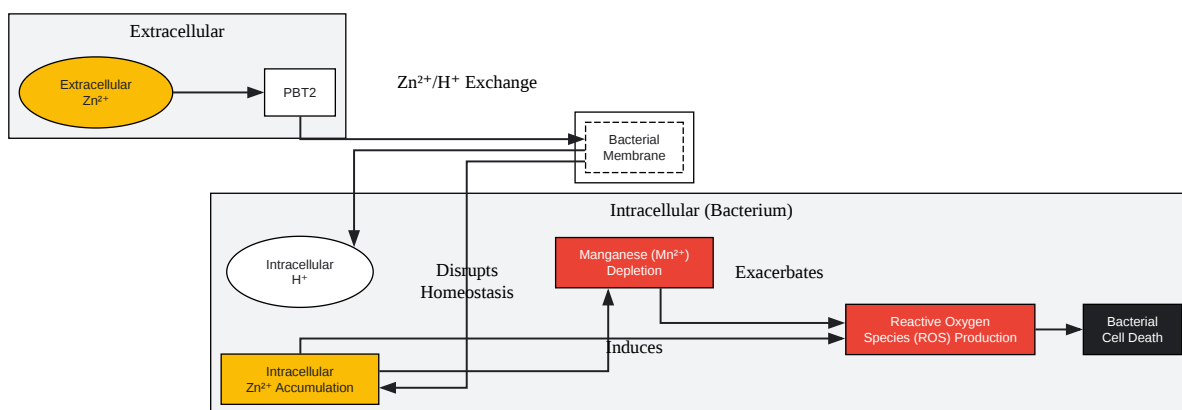 Extracellular
Extracellular
Zn²⁺
PBT2
Zn²⁺/H⁺ Exchange
Bacterial
Membrane
Intracellular (Bacterium)
Intracellular
H⁺
Disrupts
Homeostasis
Manganese (Mn²⁺)
Depletion
Exacerbates
Reactive Oxygen
Species (ROS) Production
Bacterial
Cell Death
Induces
Intracellular
Zn²⁺ Accumulation